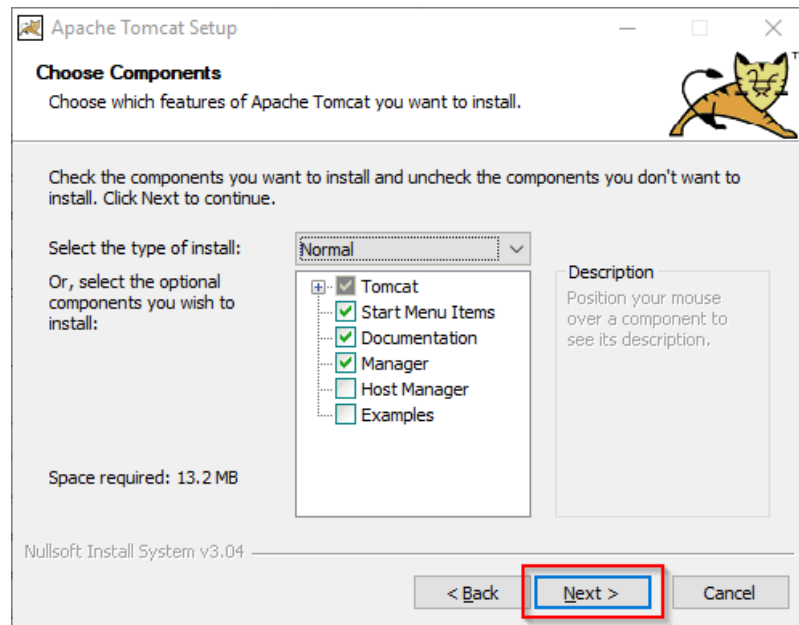 Apache Tomcat Setup
Choose Components
Choose which features of Apache Tomcat you want to install.
Check the components you want to install and uncheck the components you don't want to
install. Click Next to continue.
Select the type of install:
Normal
Or, select the optional
components you wish to
install:
Tomcat
Start Menu Items
Documentation
Manager
Host Manager
Examples
Description
Position your mouse
over a component to
see its description.
Space required: 13.2 MB
Nullsoft Install System v3.04
< Back
Next >
Cancel